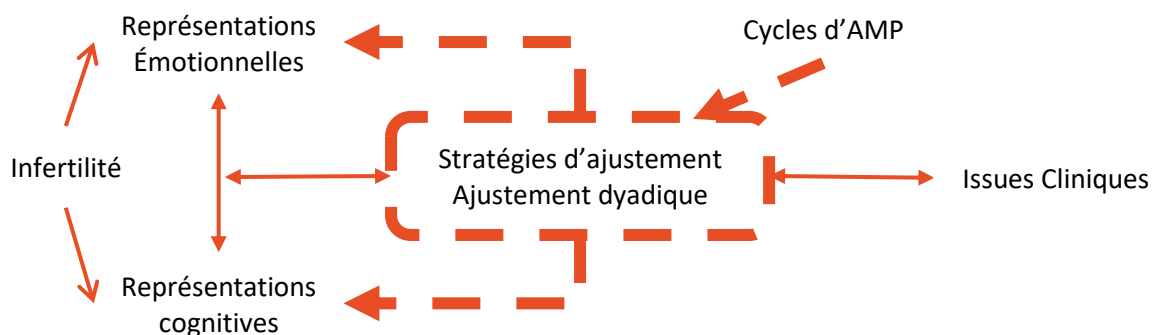 Représentations
Émotionnelles
Cycles d’AMP
Infertilité
Stratégies d’ajustement
Ajustement dyadique
Issues Cliniques
Représentations
cognitives